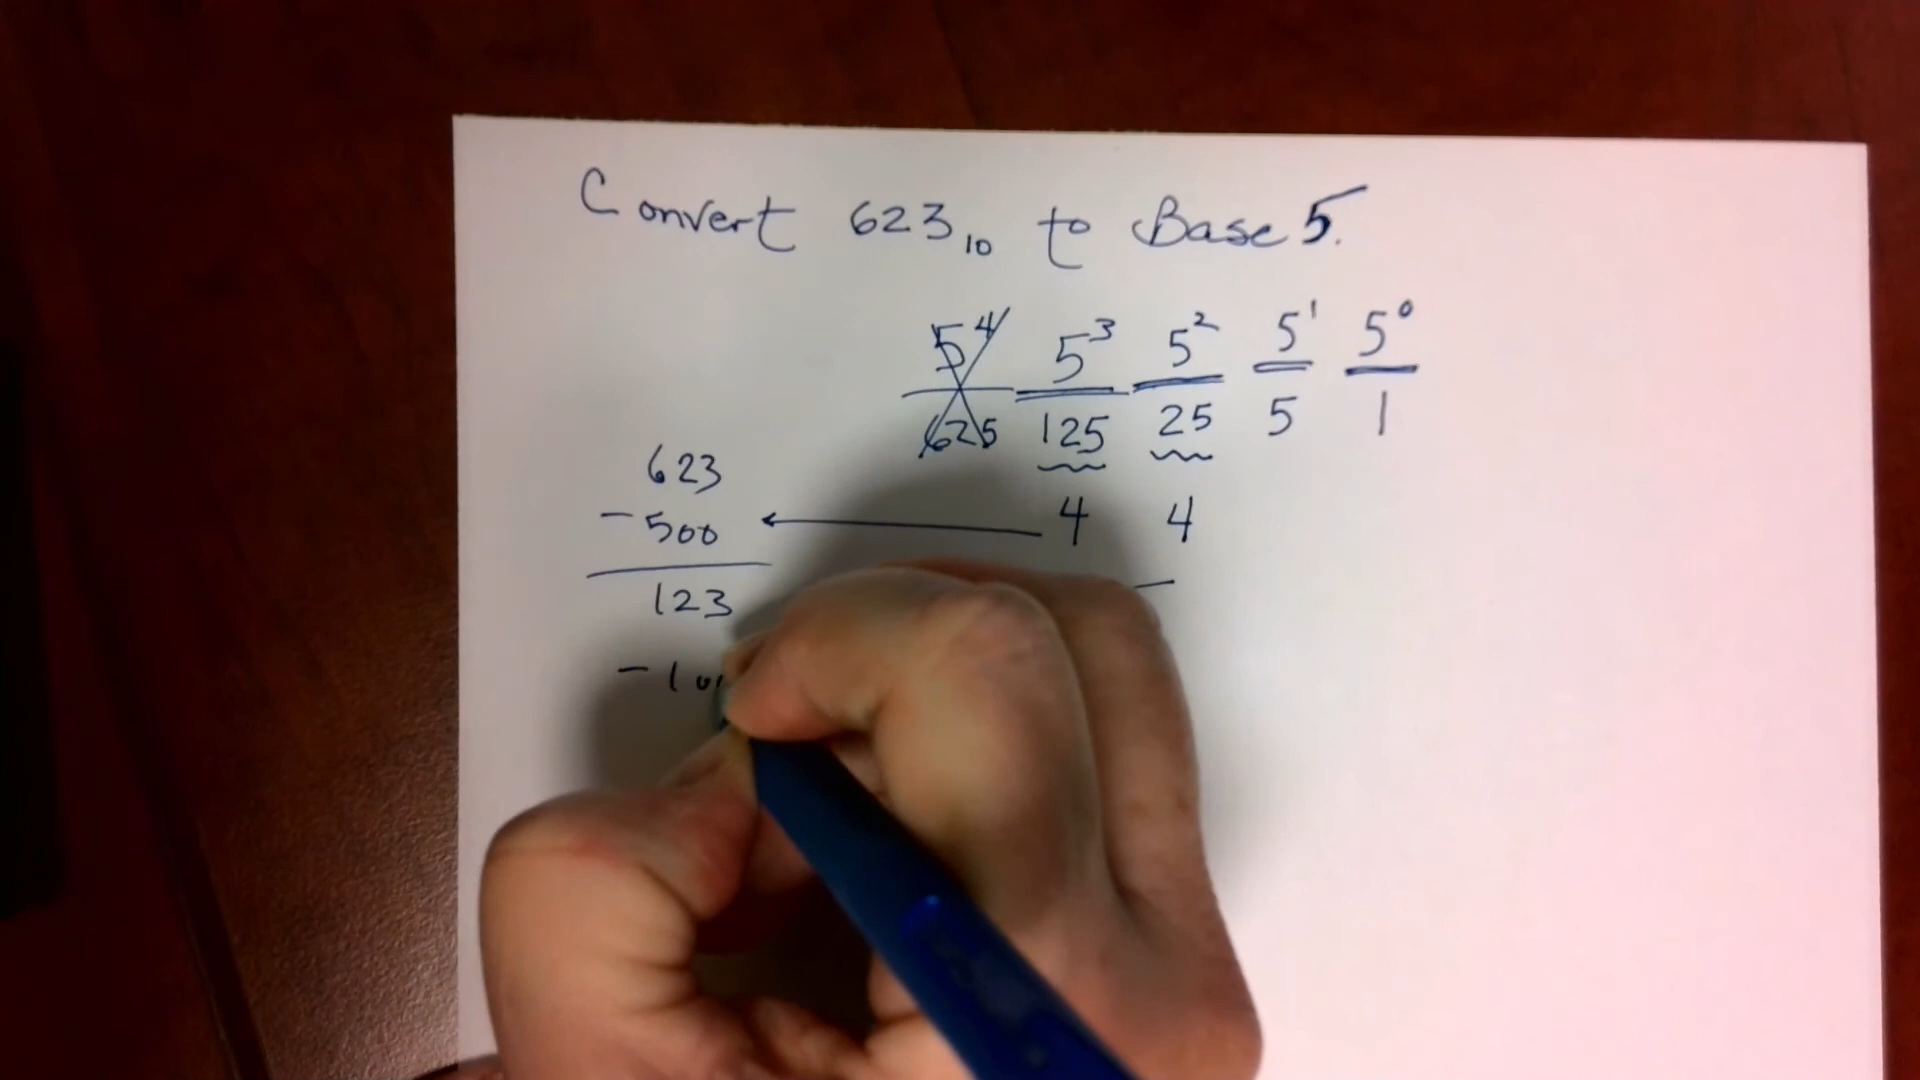 Convert 623₁₀ to Base 5.
5⁴ 5³ 5² 5¹ 5⁰
625 125 25 5 1
623
- 500 ← 4 4
123
- 10